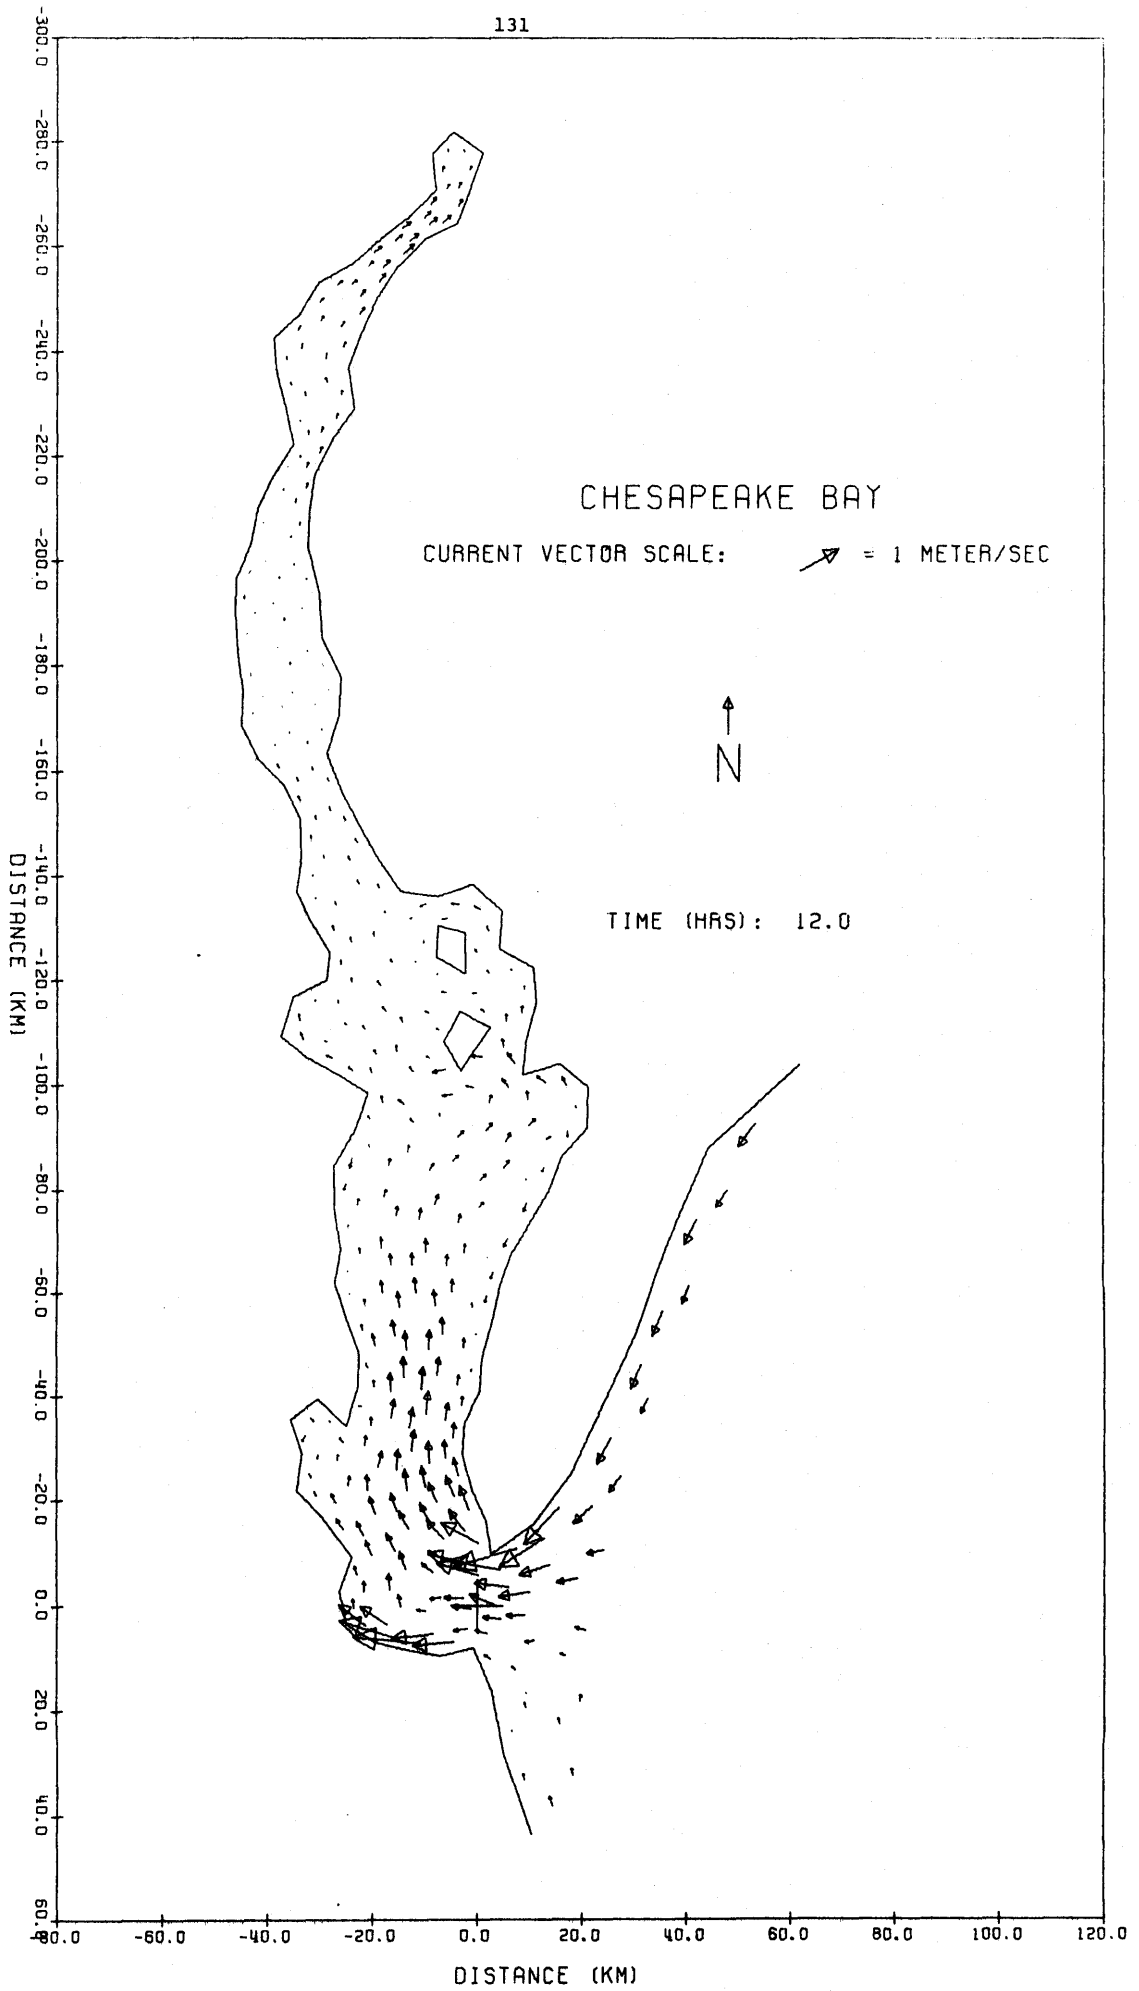 131
-300.0
-280.0
-260.0
-240.0
-220.0
-200.0
-180.0
-160.0
-140.0
-120.0
-100.0
-80.0
-60.0
-40.0
-20.0
0.0
20.0
40.0
60.0
DISTANCE (KM)
CHESAPEAKE BAY
CURRENT VECTOR SCALE: = 1 METER/SEC
N
TIME (HRS): 12.0
-80.0 -60.0 -40.0 -20.0 0.0 20.0 40.0 60.0 80.0 100.0 120.0
DISTANCE (KM)